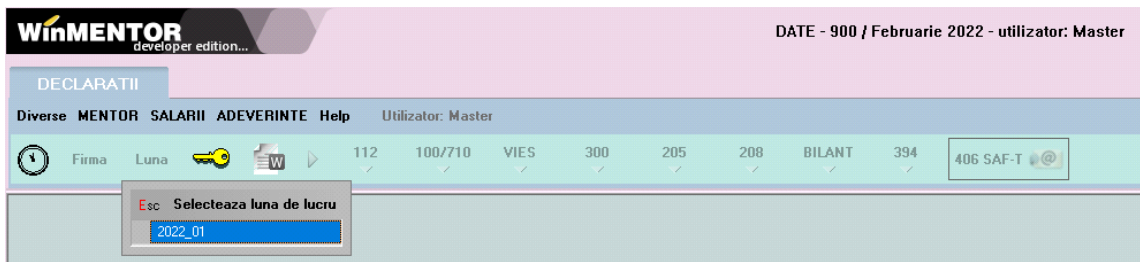 WinMENTOR
developer edition...
DATE - 900 / Februarie 2022 - utilizator: Master
DECLARATII
Diverse MENTOR SALARII ADEVERINTE Help Utilizator: Master
Firma Luna W 112 100/710 VIES 300 205 208 BILANT 394 406 SAF-T @
Esc Selecteaza luna de lucru
2022_01